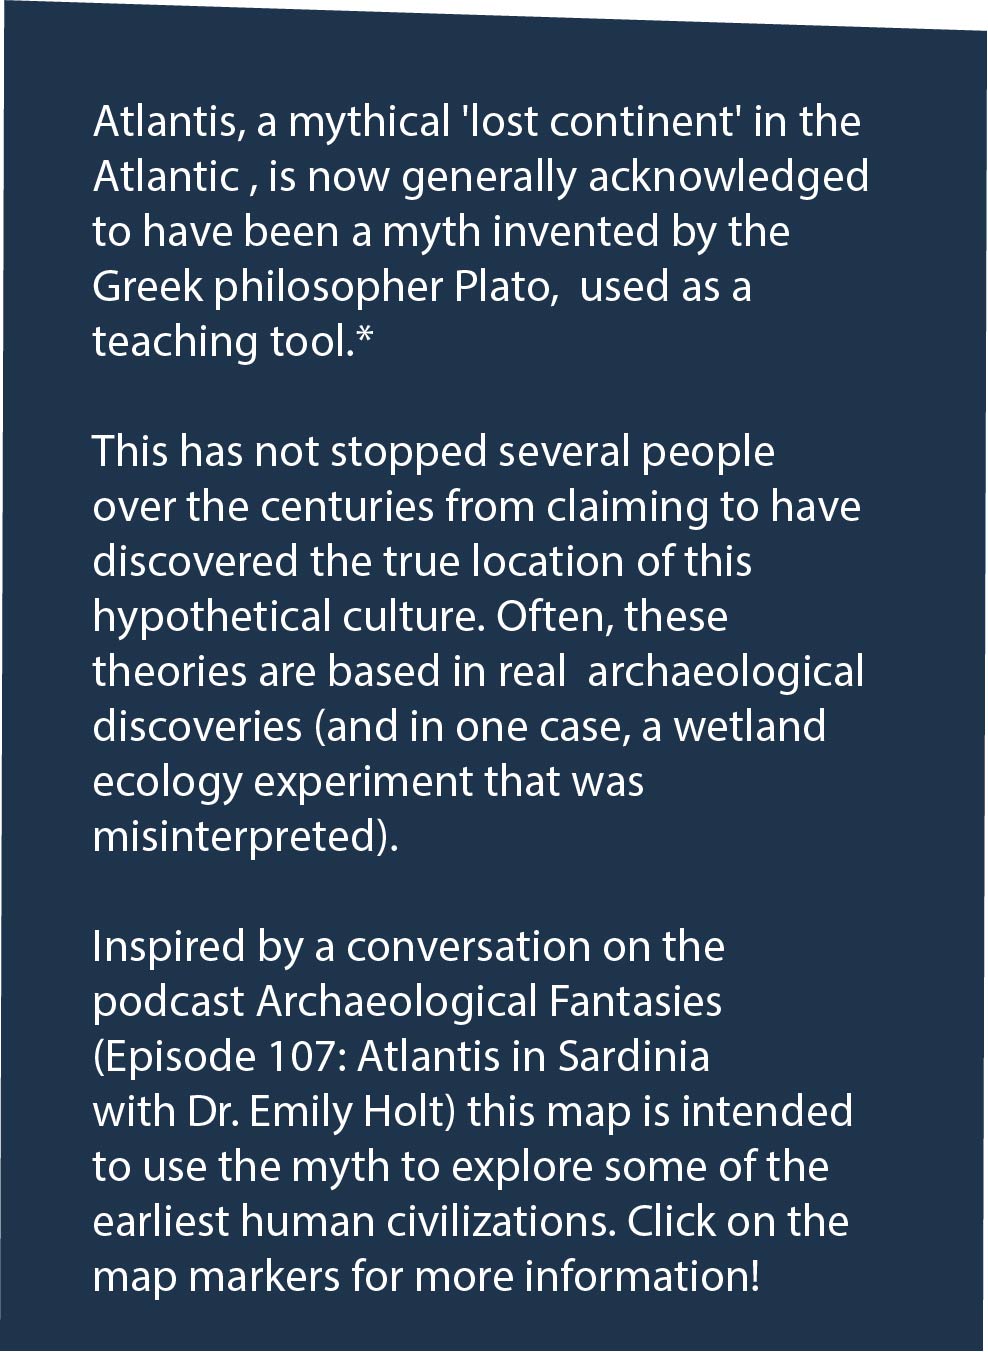 Atlantis, a mythical 'lost continent' in the
Atlantic , is now generally acknowledged
to have been a myth invented by the
Greek philosopher Plato,  used as a
teaching tool.*
This has not stopped several people
over the centuries from claiming to have
discovered the true location of this
hypothetical culture. Often, these
theories are based in real  archaeological
discoveries (and in one case, a wetland
ecology experiment that was
misinterpreted).
Inspired by a conversation on the
podcast Archaeological Fantasies
(Episode 107: Atlantis in Sardinia
with Dr. Emily Holt) this map is intended
to use the myth to explore some of the
earliest human civilizations. Click on the
map markers for more information!